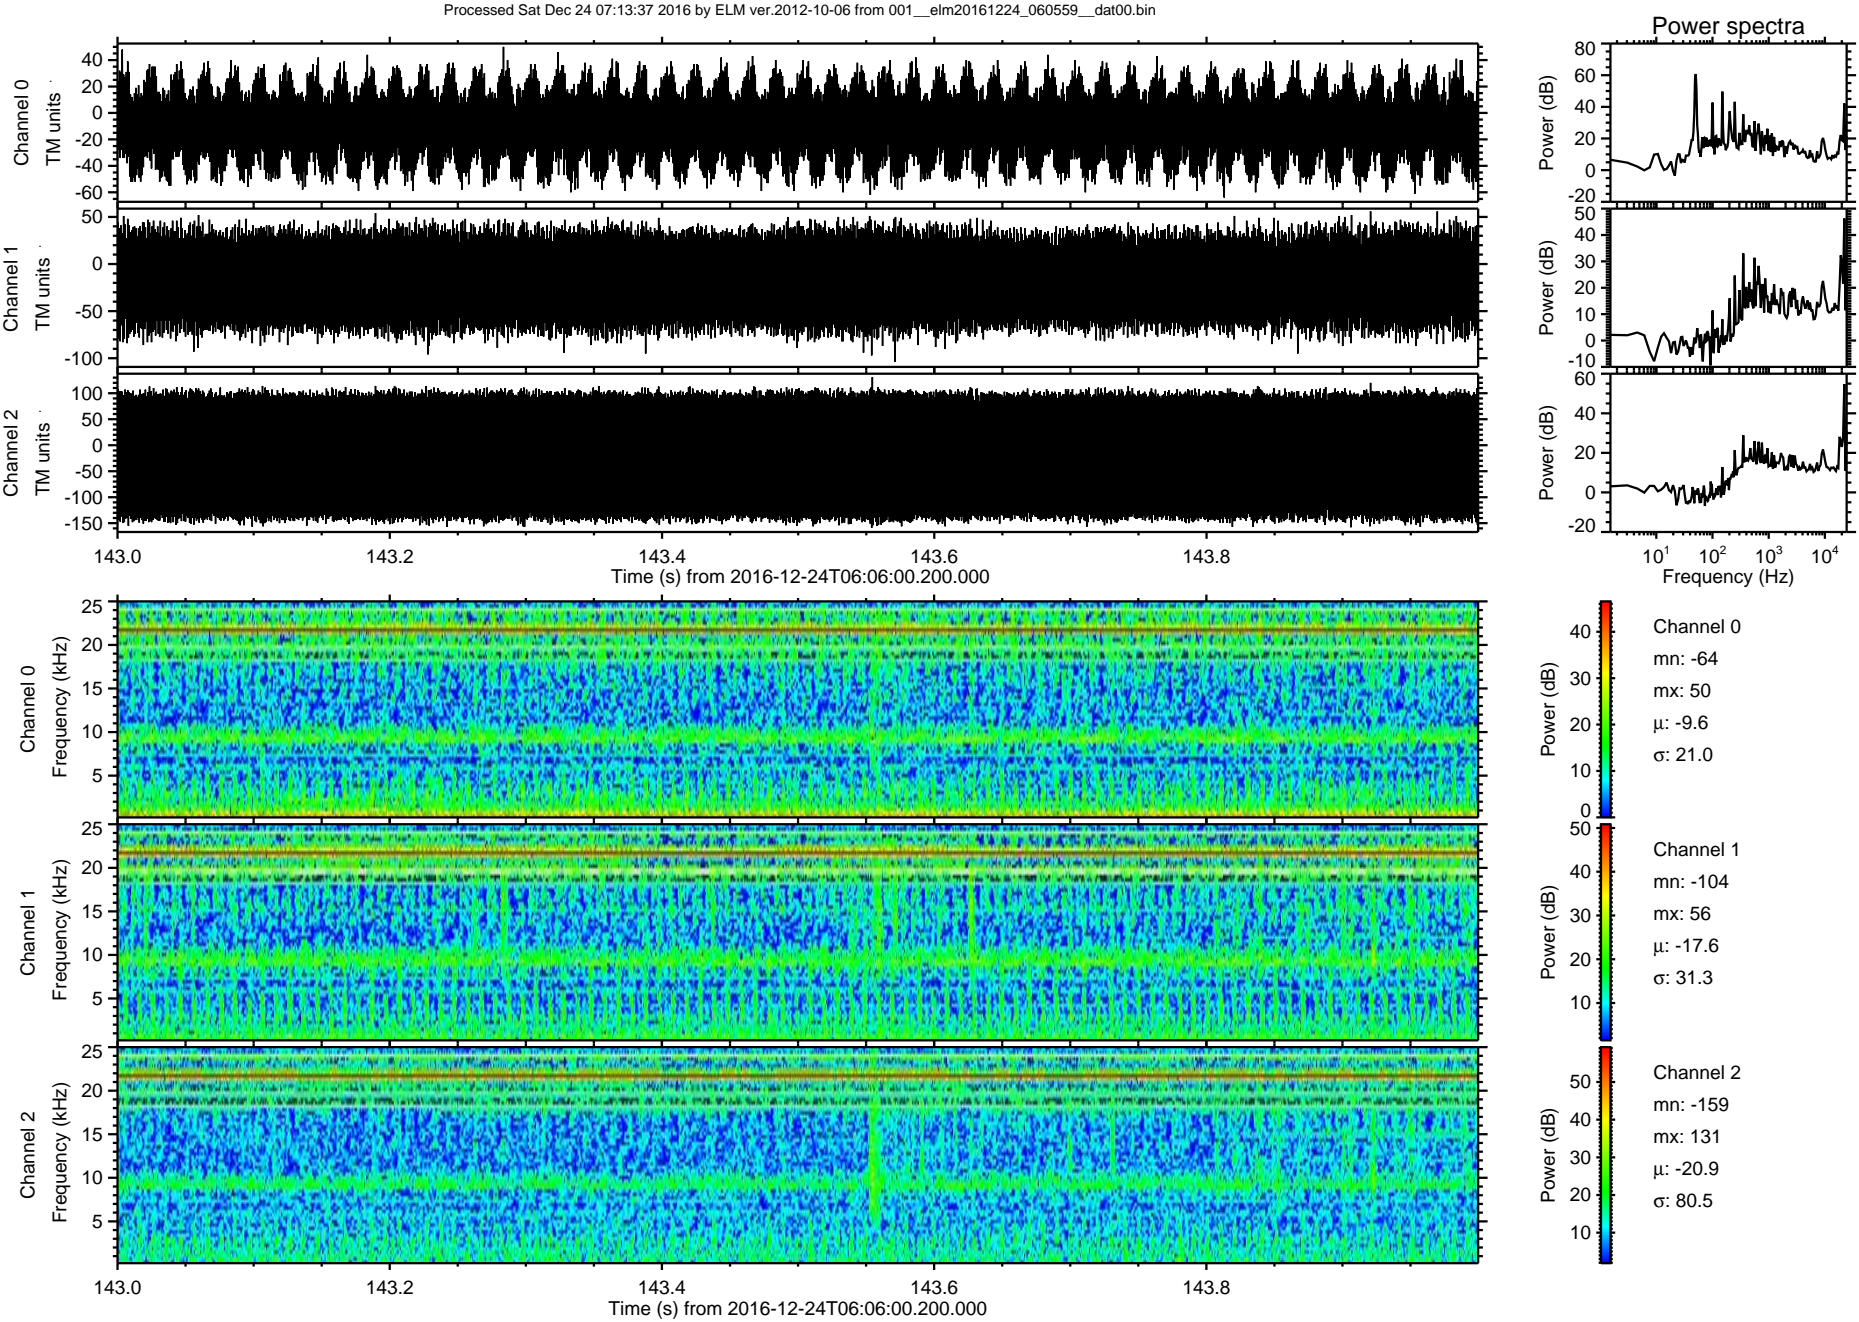 Processed Sat Dec 24 07:13:37 2016 by ELM ver.2012-10-06 from 001__elm20161224_060559__dat00.bin
Power spectra
Channel 0
TM units
40
20
0
-20
-40
-60
Power (dB)
80
60
40
20
0
-20
Channel 1
TM units
50
0
-50
-100
Power (dB)
50
40
30
20
10
0
-10
Channel 2
TM units
100
50
0
-50
-100
-150
Power (dB)
60
40
20
0
-20
143.0 143.2 143.4 143.6 143.8
Time (s) from 2016-12-24T06:06:00.200.000
10^1 10^2 10^3 10^4
Frequency (Hz)
Channel 0
Frequency (kHz)
25
20
15
10
5
Power (dB)
40
30
20
10
0
Channel 0
mn: -64
mx: 50
μ: -9.6
σ: 21.0
Channel 1
Frequency (kHz)
25
20
15
10
5
Power (dB)
50
40
30
20
10
Channel 1
mn: -104
mx: 56
μ: -17.6
σ: 31.3
Channel 2
Frequency (kHz)
25
20
15
10
5
Power (dB)
50
40
30
20
10
Channel 2
mn: -159
mx: 131
μ: -20.9
σ: 80.5
143.0 143.2 143.4 143.6 143.8
Time (s) from 2016-12-24T06:06:00.200.000